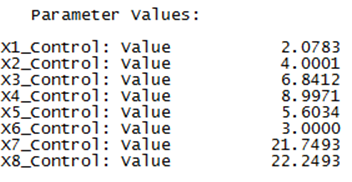 Parameter Values:
X1_Control: Value 2.0783
X2_Control: Value 4.0001
X3_Control: Value 6.8412
X4_Control: Value 8.9971
X5_Control: Value 5.6034
X6_Control: Value 3.0000
X7_Control: Value 21.7493
X8_Control: Value 22.2493